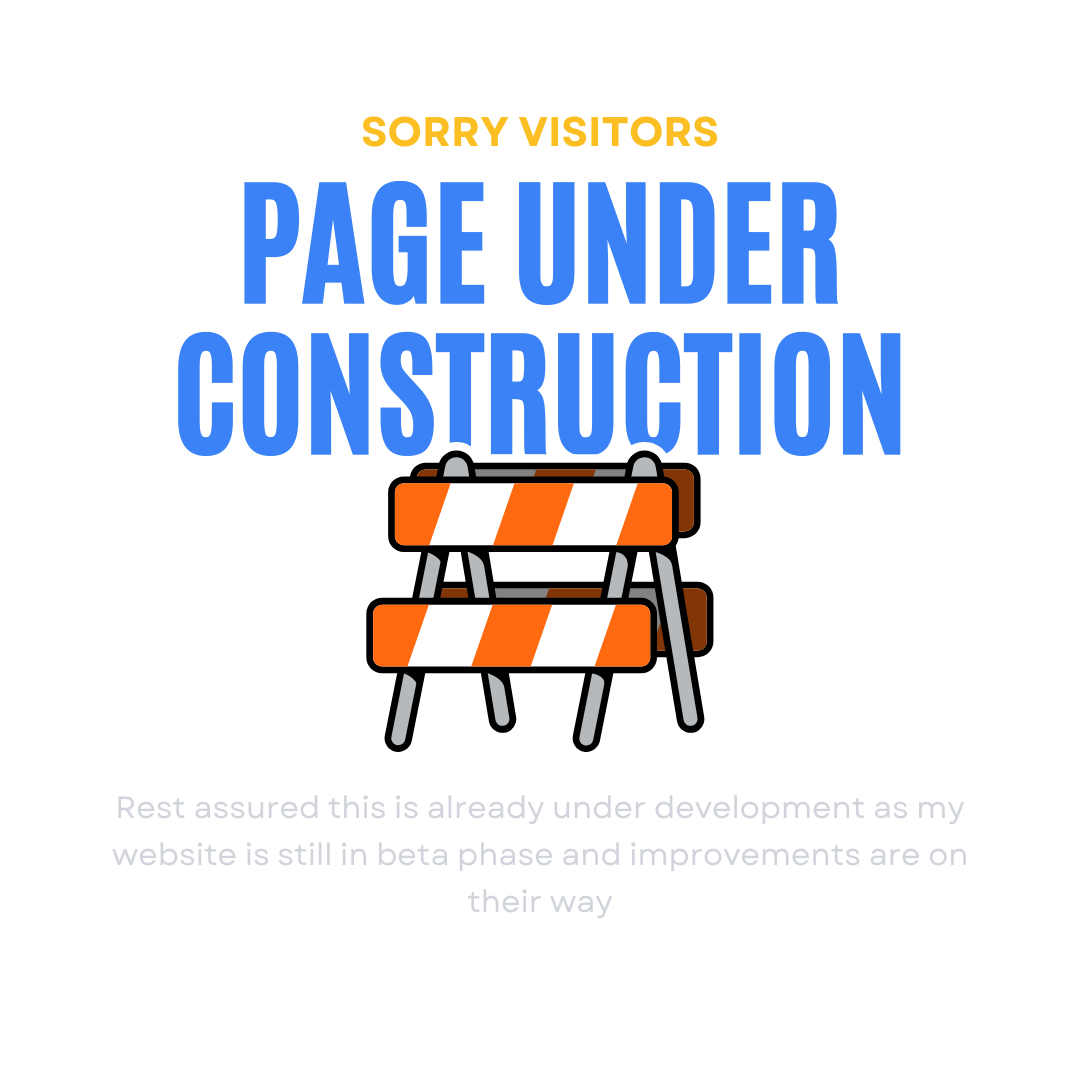 SORRY VISITORS
PAGE UNDER
CONSTRUCTION
Rest assured this is already under development as my
website is still in beta phase and improvements are on
their way